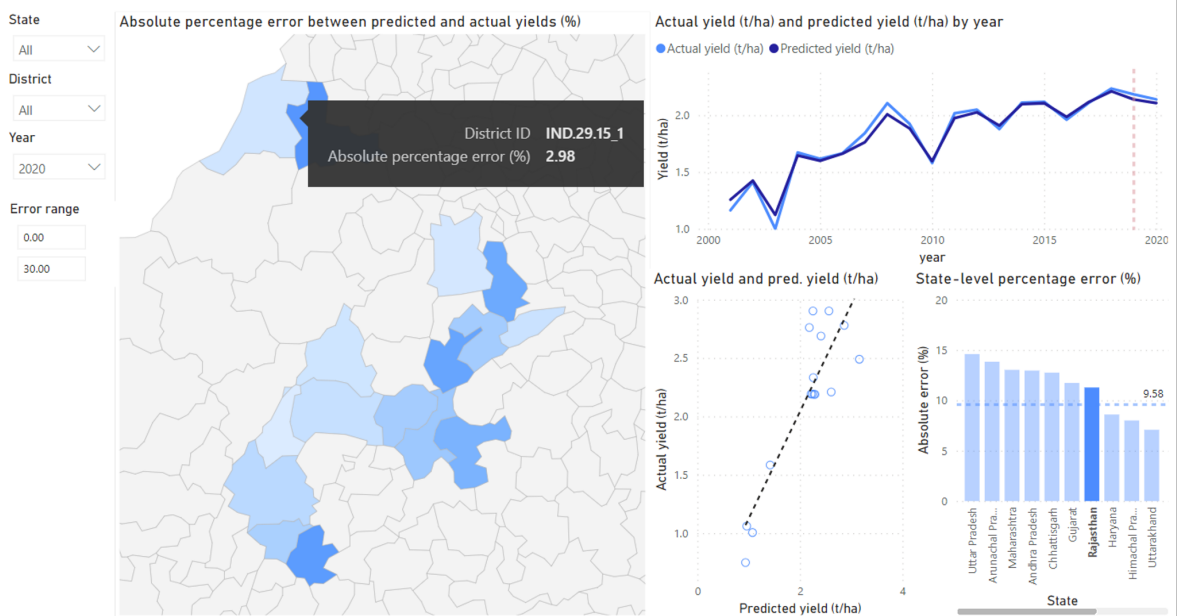 State
All
District
All
Year
2020
Error range
0.00
30.00
Absolute percentage error between predicted and actual yields (%)
District ID IND.29.15_1
Absolute percentage error (%) 2.98
Actual yield (t/ha) and predicted yield (t/ha) by year
Actual yield (t/ha) Predicted yield (t/ha)
Yield (t/ha)
2.0
1.5
1.0
2000 2005 2010 2015 2020
year
Actual yield and pred. yield (t/ha)
Actual yield (t/ha)
3.0
2.5
2.0
1.5
1.0
0 2 4
Predicted yield (t/ha)
State-level percentage error (%)
Absolute error (%)
20
15
10
5
0
9.58
Uttar Pradesh
Arunachal Pra...
Maharashtra
Andhra Pradesh
Chhattisgarh
Gujarat
Rajasthan
Haryana
Himachal Pra...
Uttarakhand
State